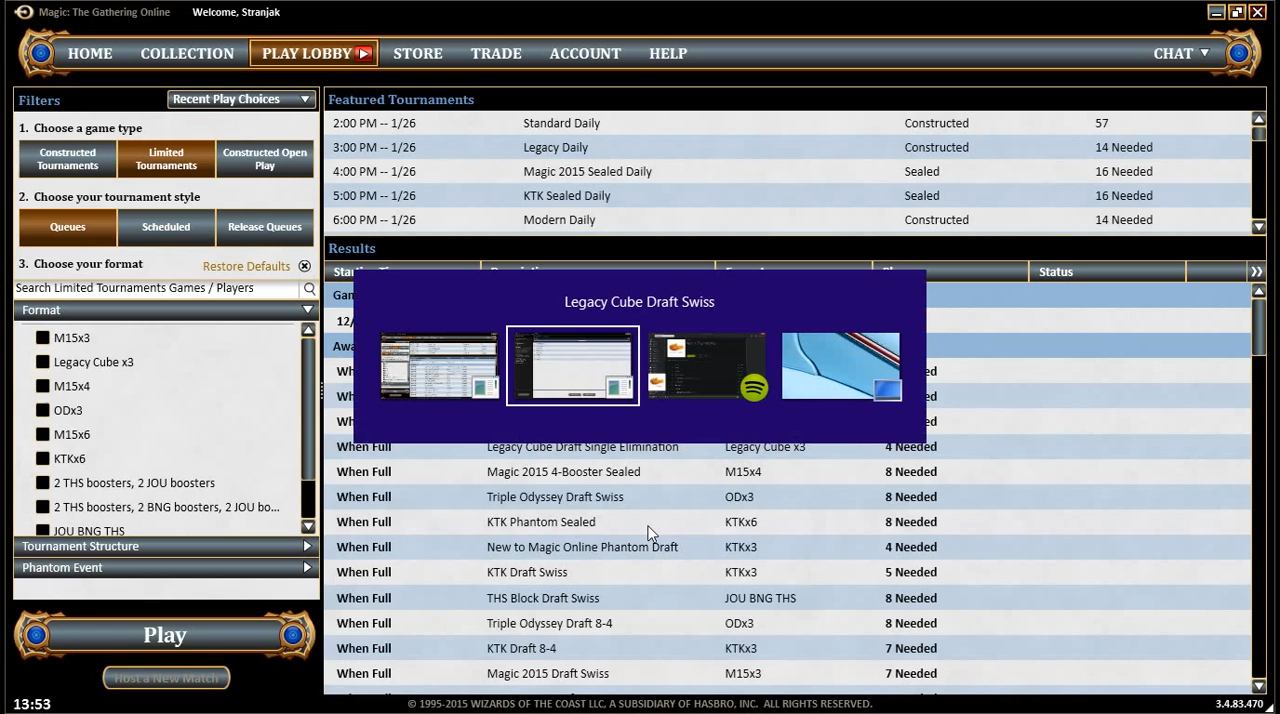 Magic: The Gathering Online Welcome, Stranjak
HOME COLLECTION PLAY LOBBY STORE TRADE ACCOUNT HELP CHAT
Filters Recent Play Choices
1. Choose a game type
Constructed Tournaments Limited Tournaments Constructed Open Play
2. Choose your tournament style
Queues Scheduled Release Queues
3. Choose your format Restore Defaults
Search Limited Tournaments Games / Players
Format
M15x3
Legacy Cube x3
M15x4
ODx3
M15x6
KTKx6
2 THS boosters, 2 JOU boosters
2 THS boosters, 2 BNG boosters, 2 JOU bo...
JOU BNG THS
Tournament Structure
Phantom Event
Play
Host a New Match
13:53
Featured Tournaments
2:00 PM -- 1/26 Standard Daily Constructed 57
3:00 PM -- 1/26 Legacy Daily Constructed 14 Needed
4:00 PM -- 1/26 Magic 2015 Sealed Daily Sealed 16 Needed
5:00 PM -- 1/26 KTK Sealed Daily Sealed 16 Needed
6:00 PM -- 1/26 Modern Daily Constructed 14 Needed
Results
Status
Legacy Cube Draft Swiss
When Full Legacy Cube Draft Single Elimination Legacy Cube x3 4 Needed
When Full Magic 2015 4-Booster Sealed M15x4 8 Needed
When Full Triple Odyssey Draft Swiss ODx3 8 Needed
When Full KTK Phantom Sealed KTKx6 8 Needed
When Full New to Magic Online Phantom Draft KTKx3 4 Needed
When Full KTK Draft Swiss KTKx3 5 Needed
When Full THS Block Draft Swiss JOU BNG THS 8 Needed
When Full Triple Odyssey Draft 8-4 ODx3 8 Needed
When Full KTK Draft 8-4 KTKx3 7 Needed
When Full Magic 2015 Draft Swiss M15x3 7 Needed
© 1995-2015 WIZARDS OF THE COAST LLC, A SUBSIDIARY OF HASBRO, INC. ALL RIGHTS RESERVED. 3.4.83.470